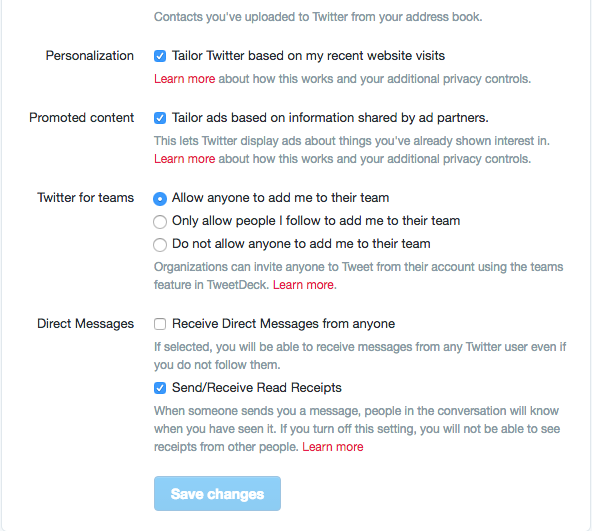 Contacts you've uploaded to Twitter from your address book.
Personalization
Tailor Twitter based on my recent website visits
Learn more about how this works and your additional privacy controls.
Promoted content
Tailor ads based on information shared by ad partners.
This lets Twitter display ads about things you've already shown interest in.
Learn more about how this works and your additional privacy controls.
Twitter for teams
Allow anyone to add me to their team
Only allow people I follow to add me to their team
Do not allow anyone to add me to their team
Organizations can invite anyone to Tweet from their account using the teams
feature in TweetDeck. Learn more.
Direct Messages
Receive Direct Messages from anyone
If selected, you will be able to receive messages from any Twitter user even if
you do not follow them.
Send/Receive Read Receipts
When someone sends you a message, people in the conversation will know
when you have seen it. If you turn off this setting, you will not be able to see
receipts from other people. Learn more
Save changes